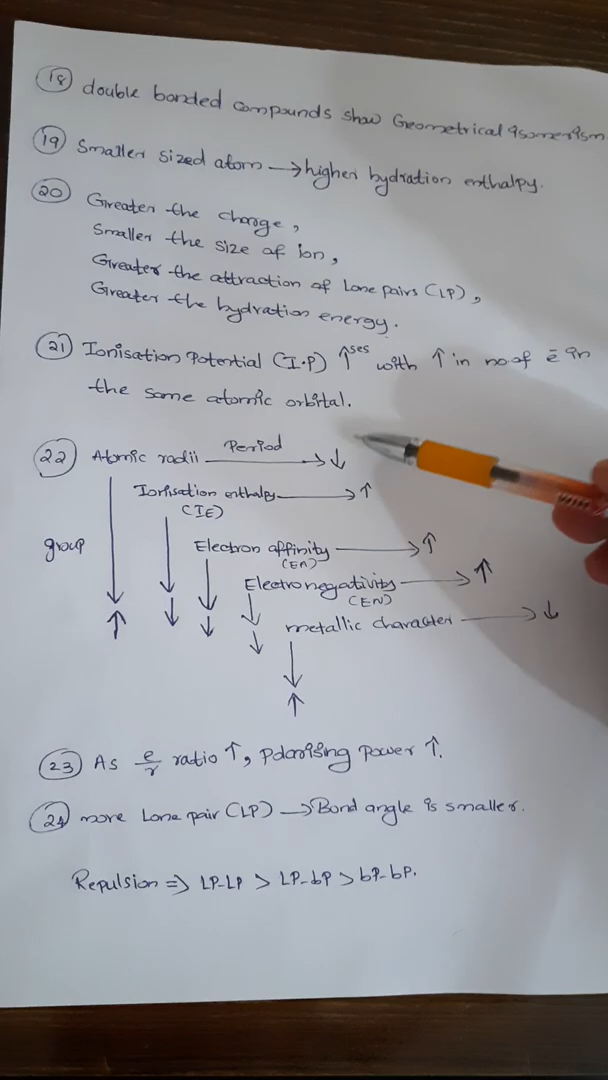 18 double bonded compounds show Geometrical isomerism
19 Smaller sized atom → higher hydration enthalpy.
20 Greater the charge,
Smaller the size of ion,
Greater the attraction of Lone pairs (LP),
Greater the hydration energy.
21 Ionisation Potential (I.P) ↑ses with ↑ in no of ē in
the same atomic orbital.
22 Atomic radii Period → ↓
Ionisation enthalpy → ↑
(IE)
group
Electron affinity → ↑
(EA)
Electronegativity → ↑
(EN)
metallic character → ↓
↓ ↓ ↓ ↓ ↓
↑ ↓ ↓ ↓ ↑
23 As e/r ratio ↑, Polarising Power ↑.
24 more Lone pair (LP) → Bond angle is smaller.
Repulsion ⇒ LP-LP > LP-bP > bP-bP.